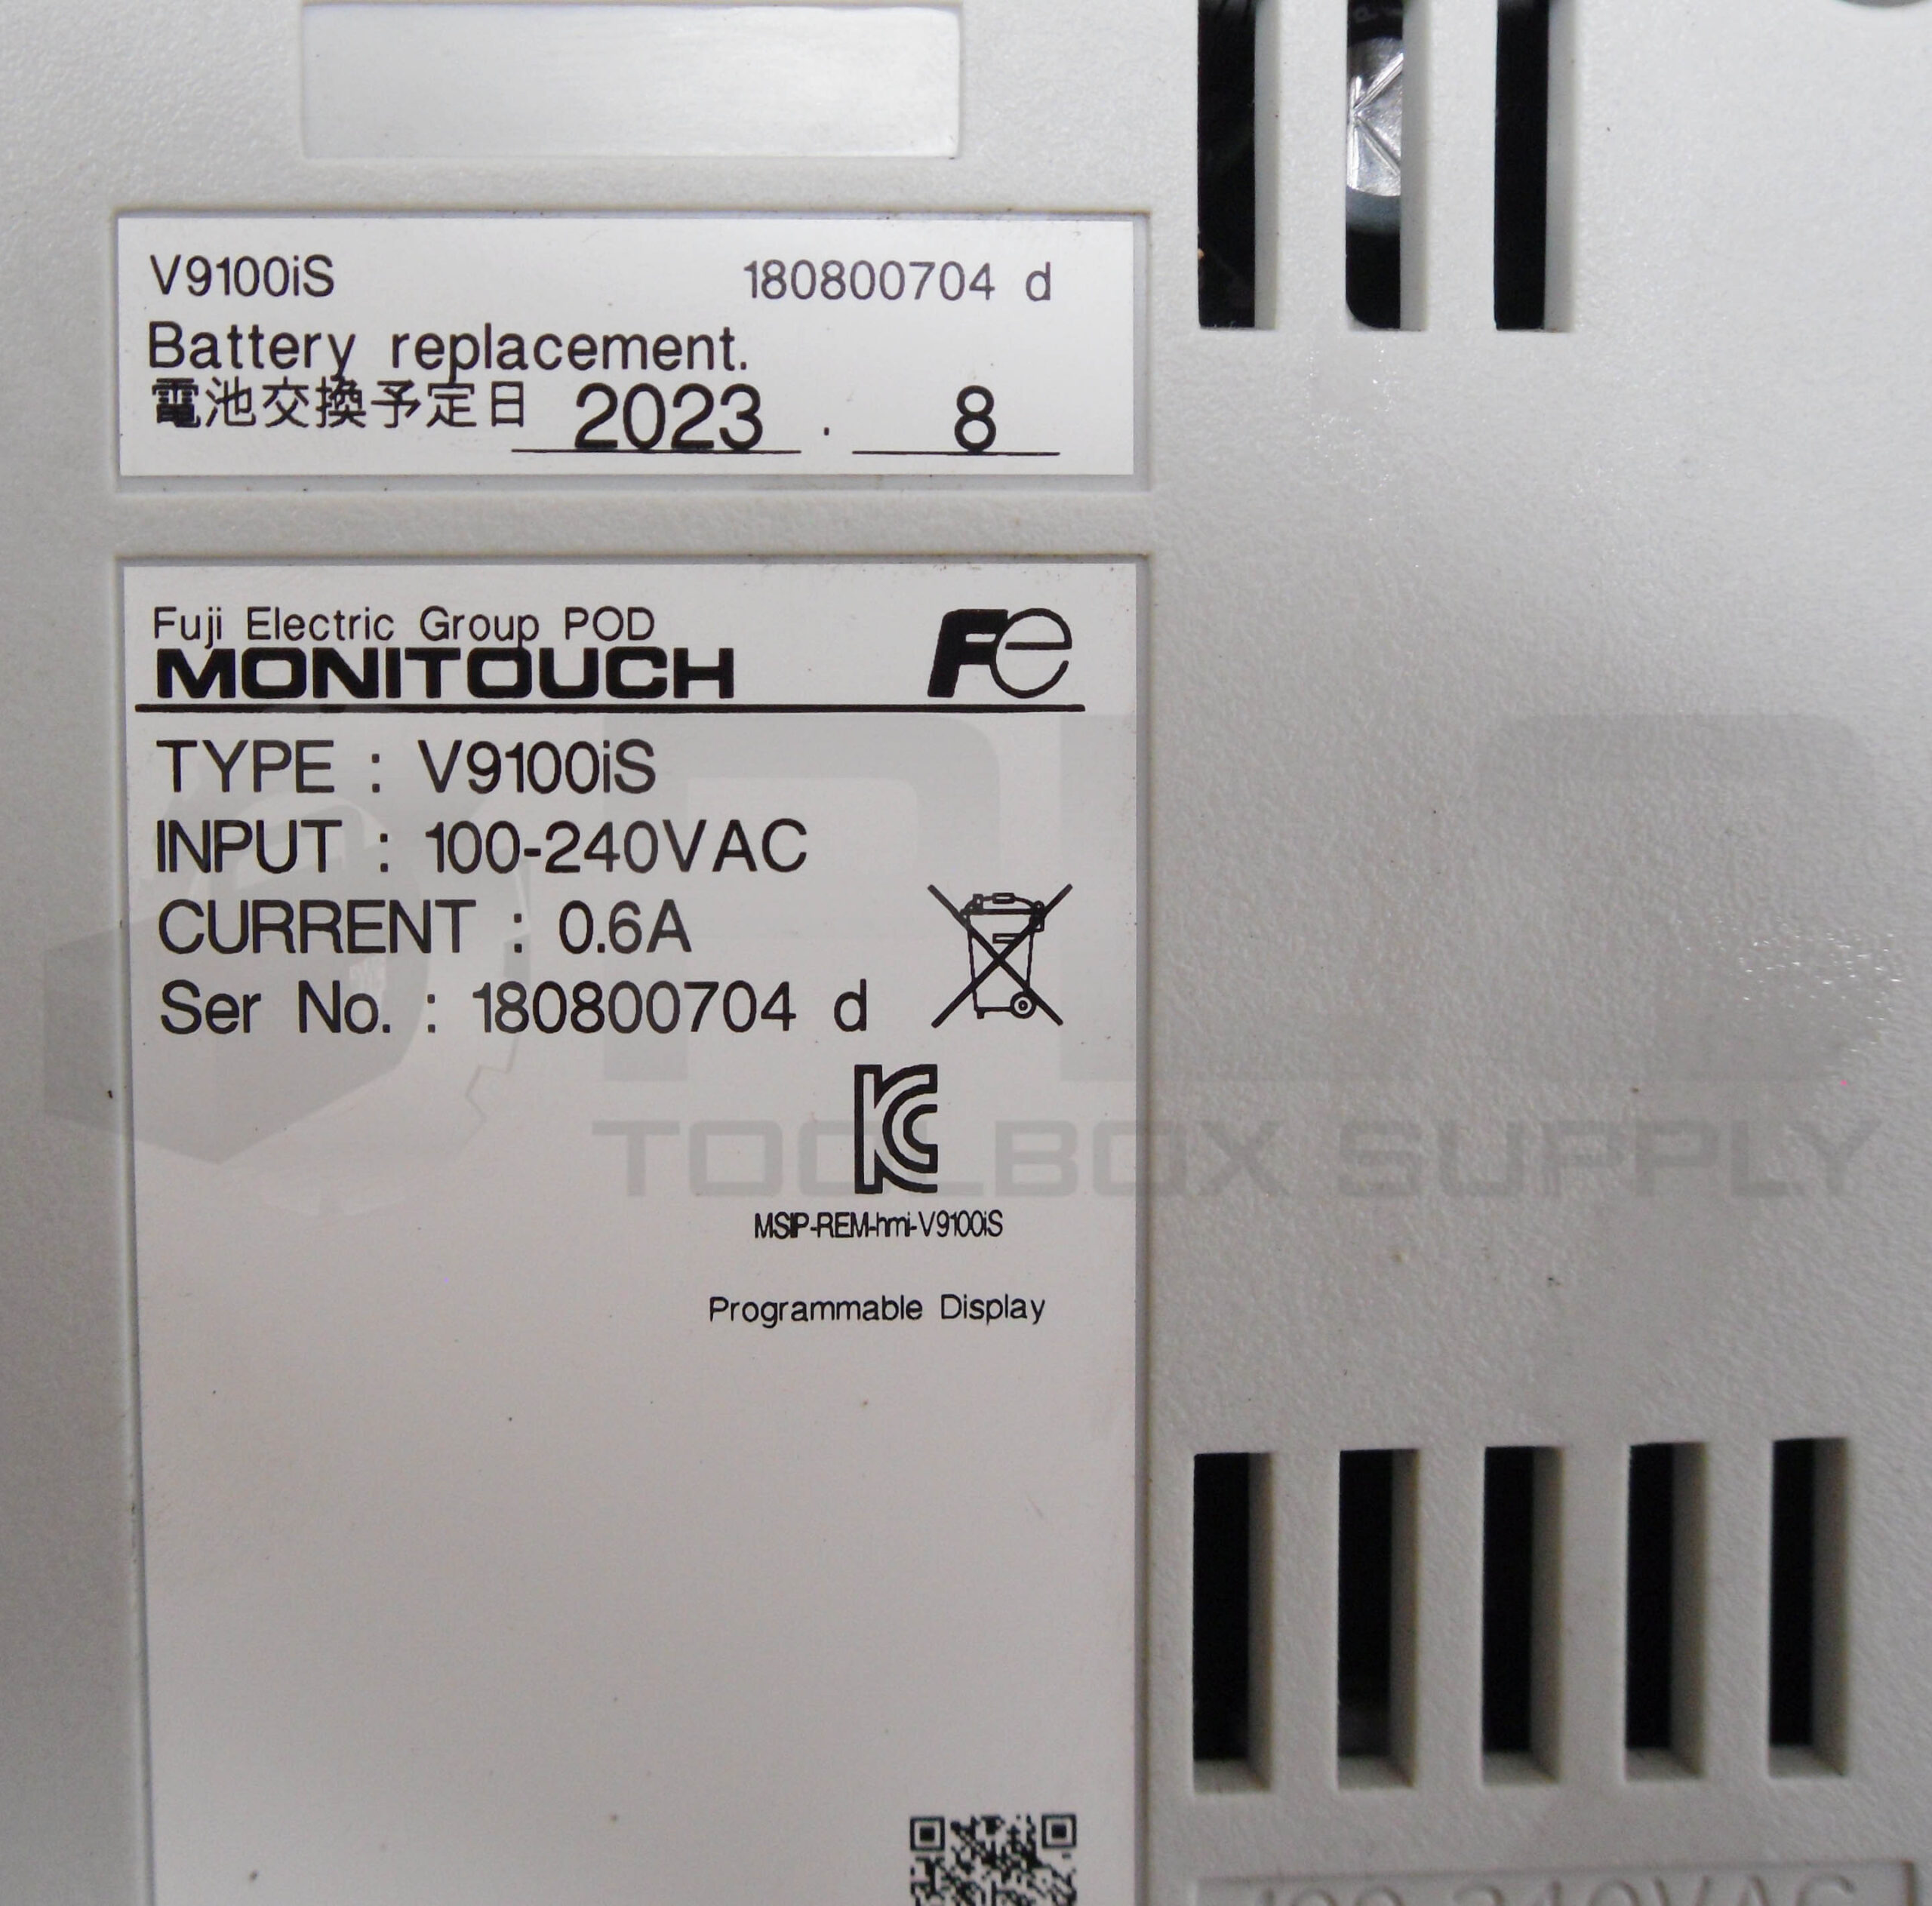 V9100iS 180800704 d
Battery replacement.
電池交換予定日 2023 . 8
Fuji Electric Group POD
MONITOUCH Fe
TYPE : V9100iS
INPUT : 100-240VAC
CURRENT : 0.6A
Ser No. : 180800704 d
MSIP-REM-hmi-V9100iS
Programmable Display
TOOLBOX SUPPLY
100-240VAC